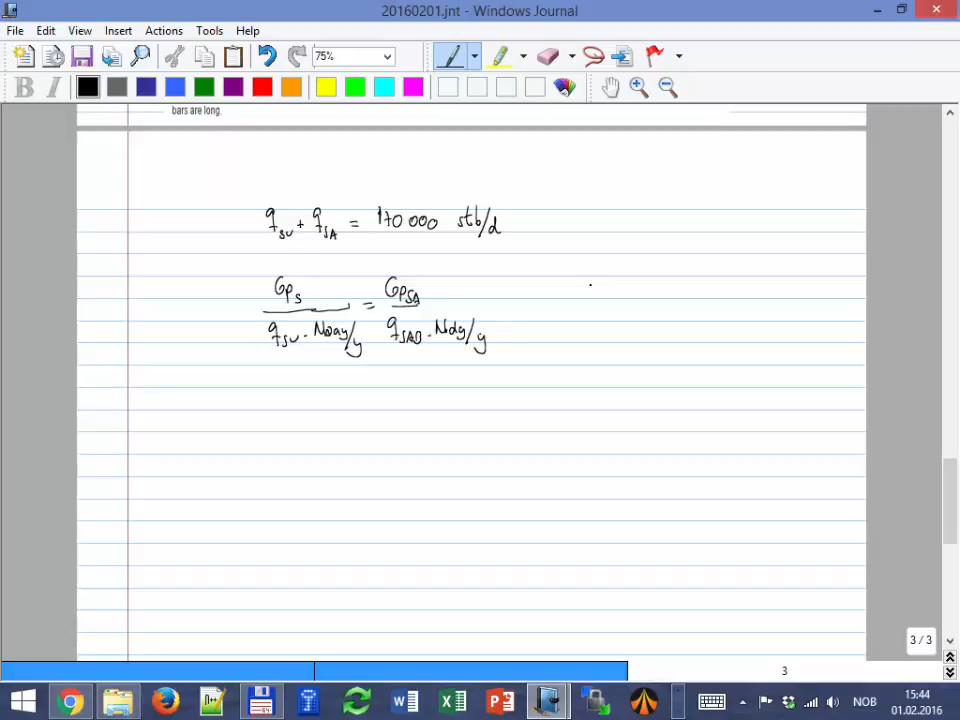 20160201.jnt - Windows Journal
File Edit View Insert Actions Tools Help
75%
B I
bars are long.
q_SU + q_SA = 170 000 stb/d
Gp_S = Gp_SA
q_SU . Nday/y q_SAD . Ndy/y
3 / 3
3
NOB
15:44
01.02.2016